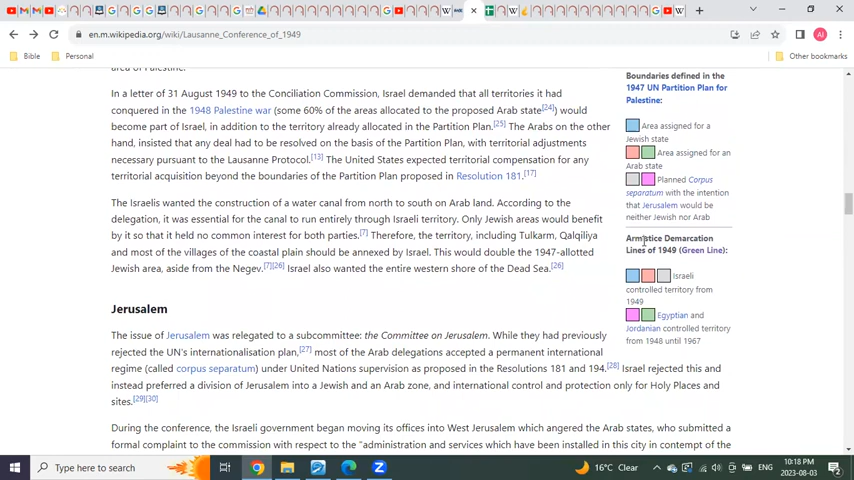 en.m.wikipedia.org/wiki/Lausanne_Conference_of_1949
Bible
Personal
Other bookmarks
area of Palestine.
In a letter of 31 August 1949 to the Conciliation Commission, Israel demanded that all territories it had
conquered in the 1948 Palestine war (some 60% of the areas allocated to the proposed Arab state[24]) would
become part of Israel, in addition to the territory already allocated in the Partition Plan.[25] The Arabs on the other
hand, insisted that any deal had to be resolved on the basis of the Partition Plan, with territorial adjustments
necessary pursuant to the Lausanne Protocol.[13] The United States expected territorial compensation for any
territorial acquisition beyond the boundaries of the Partition Plan proposed in Resolution 181.[17]
The Israelis wanted the construction of a water canal from north to south on Arab land. According to the
delegation, it was essential for the canal to run entirely through Israeli territory. Only Jewish areas would benefit
by it so that it held no common interest for both parties.[7] Therefore, the territory, including Tulkarm, Qalqiliya
and most of the villages of the coastal plain should be annexed by Israel. This would double the 1947-allotted
Jewish area, aside from the Negev.[7][26] Israel also wanted the entire western shore of the Dead Sea.[26]
Jerusalem
The issue of Jerusalem was relegated to a subcommittee: the Committee on Jerusalem. While they had previously
rejected the UN's internationalisation plan,[27] most of the Arab delegations accepted a permanent international
regime (called corpus separatum) under United Nations supervision as proposed in the Resolutions 181 and 194.[28] Israel rejected this and
instead preferred a division of Jerusalem into a Jewish and an Arab zone, and international control and protection only for Holy Places and
sites.[29][30]
During the conference, the Israeli government began moving its offices into West Jerusalem which angered the Arab states, who submitted a
formal complaint to the commission with respect to the "administration and services which have been installed in this city in contempt of the
Boundaries defined in the
1947 UN Partition Plan for
Palestine:
Area assigned for a
Jewish state
Area assigned for an
Arab state
Planned Corpus
separatum with the intention
that Jerusalem would be
neither Jewish nor Arab
Armistice Demarcation
Lines of 1949 (Green Line):
Israeli
controlled territory from
1949
Egyptian and
Jordanian controlled territory
from 1948 until 1967
Type here to search
16°C Clear
ENG
10:18 PM
2023-08-03
2